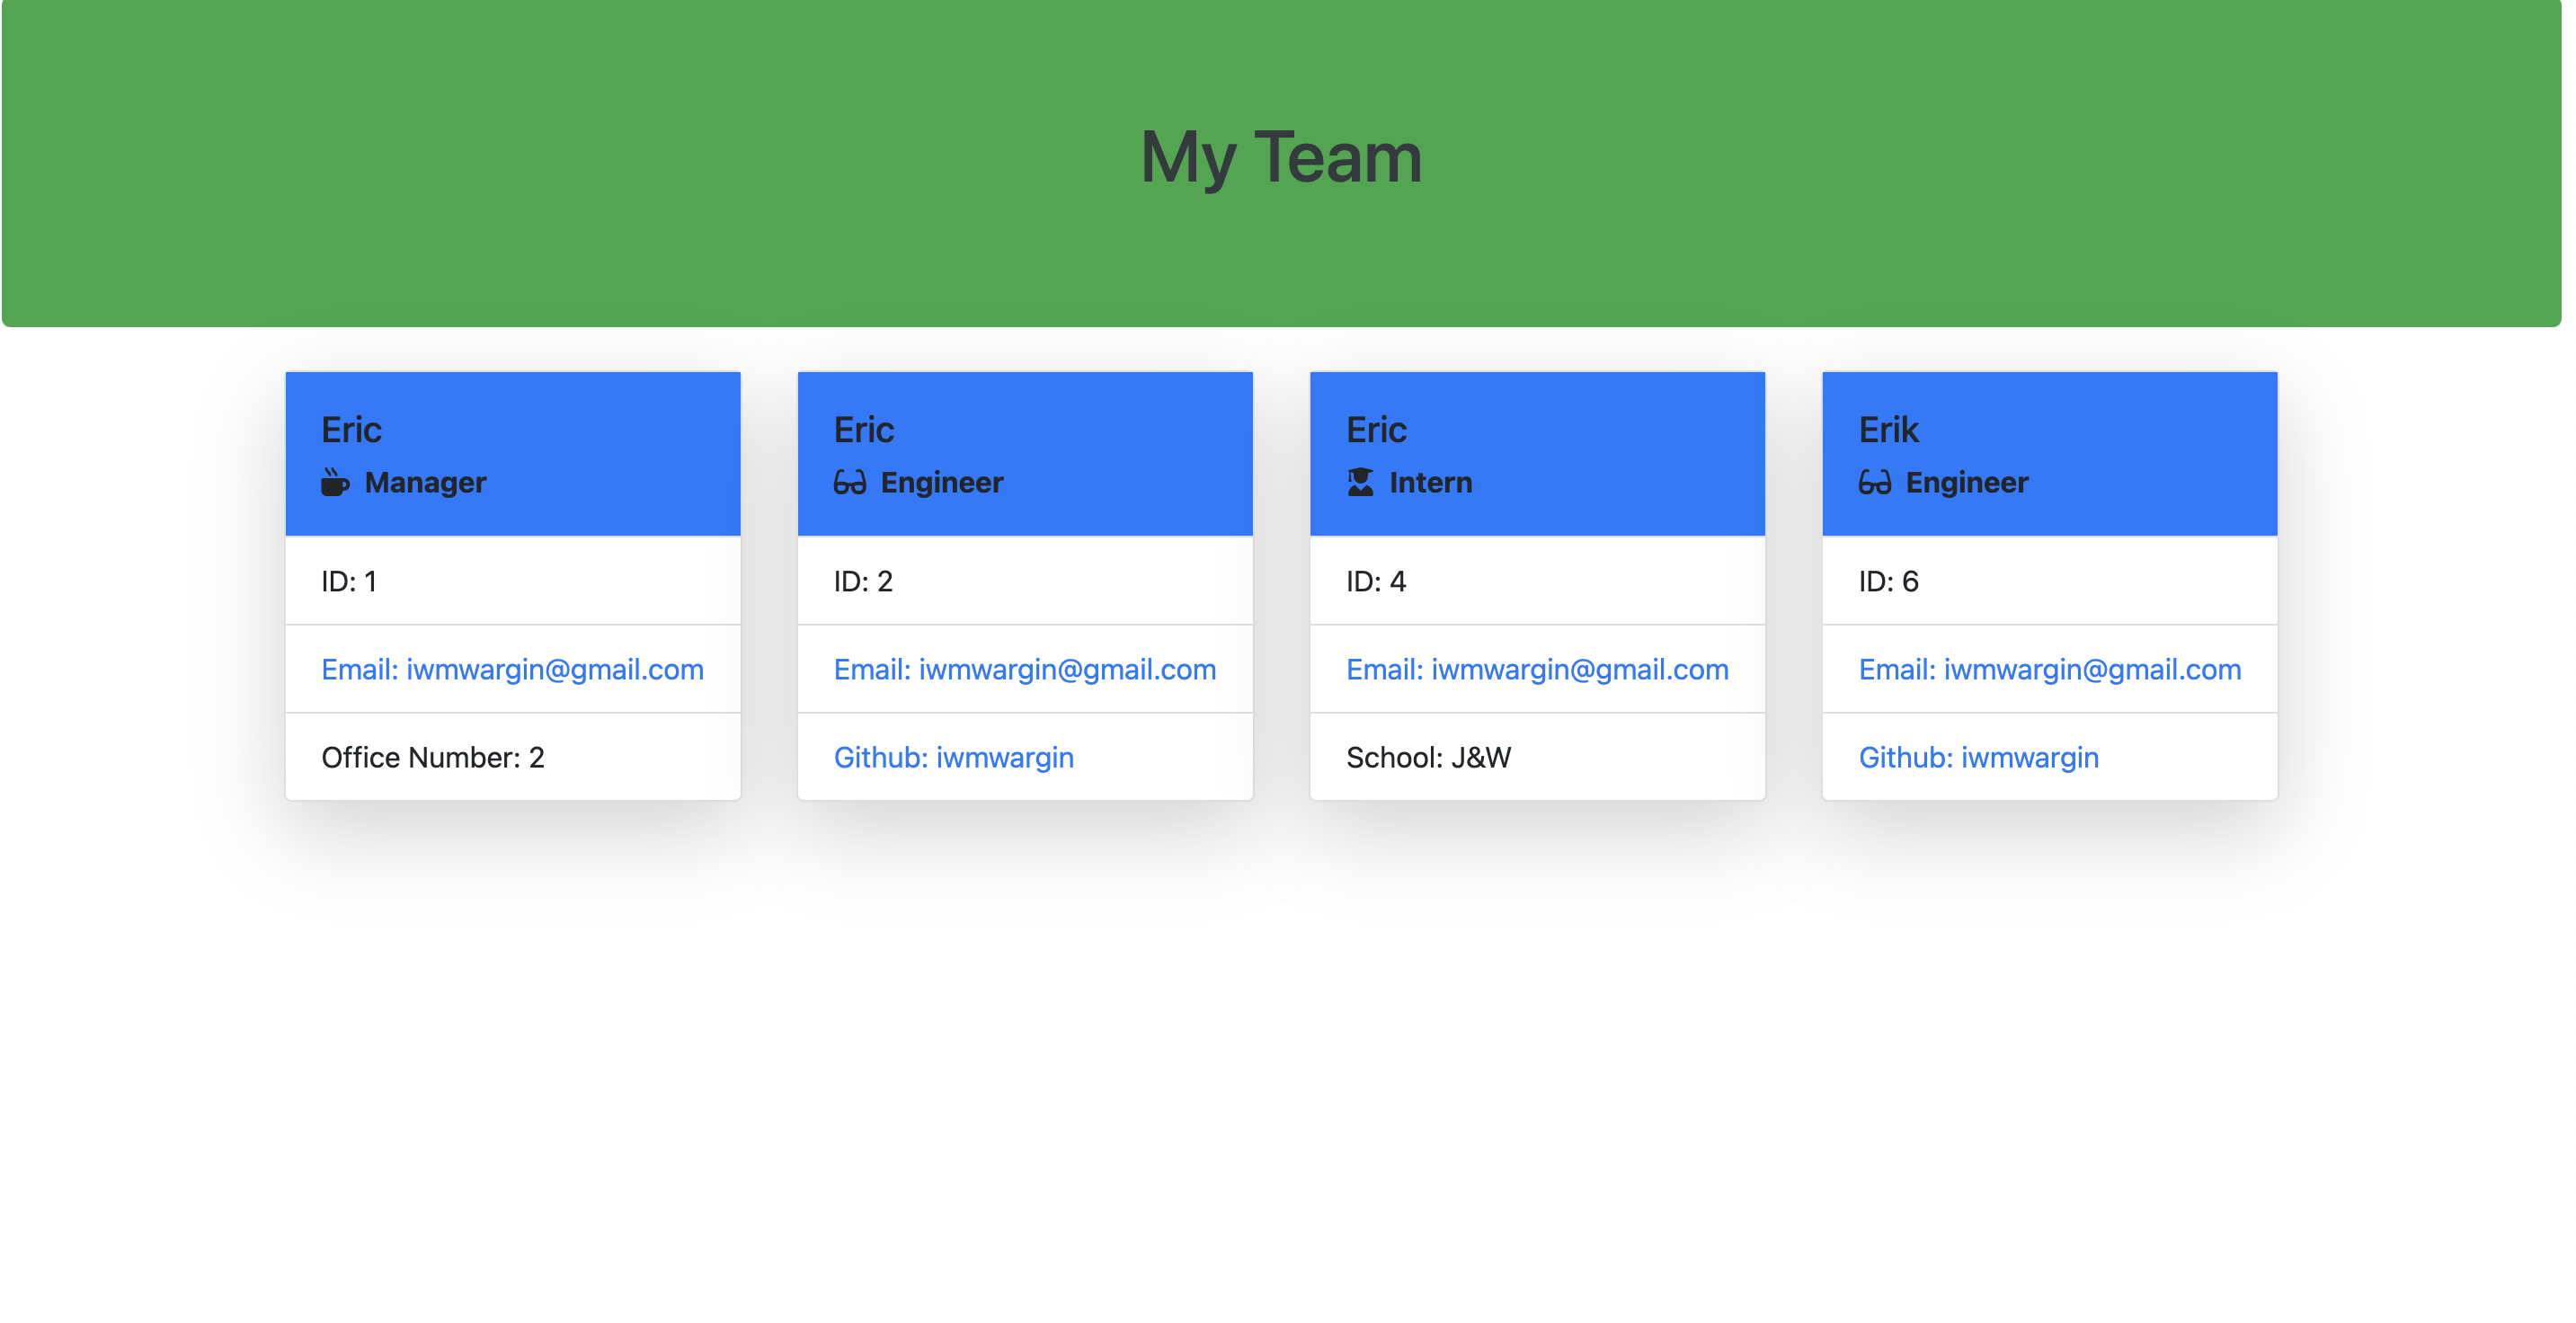 My Team
Eric
Manager
ID: 1
Email: iwmwargin@gmail.com
Office Number: 2
Eric
Engineer
ID: 2
Email: iwmwargin@gmail.com
Github: iwmwargin
Eric
Intern
ID: 4
Email: iwmwargin@gmail.com
School: J&W
Erik
Engineer
ID: 6
Email: iwmwargin@gmail.com
Github: iwmwargin